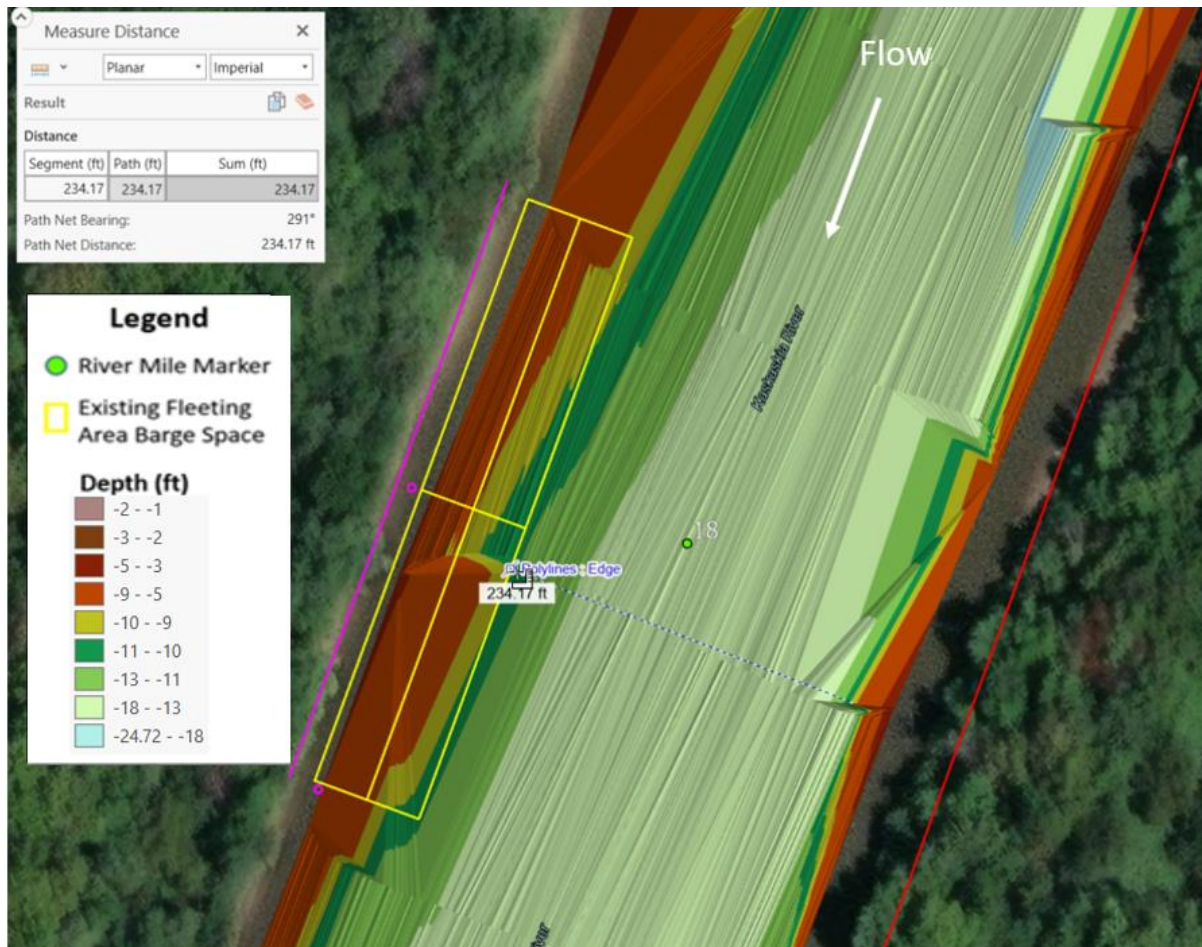 Measure Distance
Planar
Imperial
Result
Distance
Segment (ft) Path (ft) Sum (ft)
234.17 234.17 234.17
Path Net Bearing: 291°
Path Net Distance: 234.17 ft
Flow
Legend
River Mile Marker
Existing Fleeting
Area Barge Space
Depth (ft)
-2 - -1
-3 - -2
-5 - -3
-9 - -5
-10 - -9
-11 - -10
-13 - -11
-18 - -13
-24.72 - -18
Kaskaskia River
18
Polylines : Edge
234.17 ft